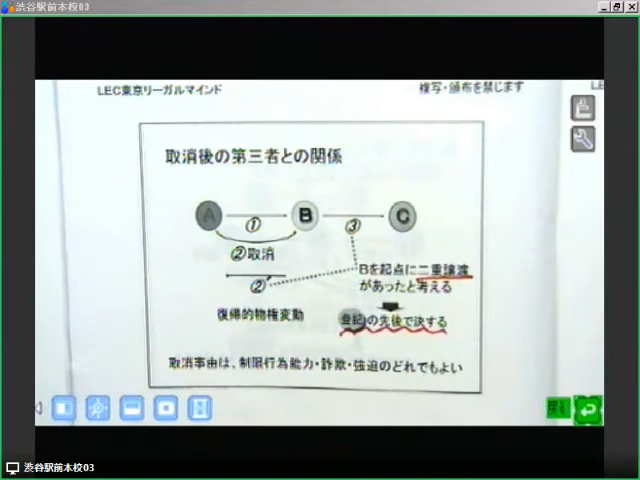 渋谷駅前本校03
LEC東京リーガルマインド
複写・頒布を禁じます
LE
取消後の第三者との関係
A
①
B
③
C
②取消
②'
Bを起点に二重譲渡
があったと考える
復帰的物権変動
登記の先後で決する
取消事由は、制限行為能力・詐欺・強迫のどれでもよい
渋谷駅前本校03